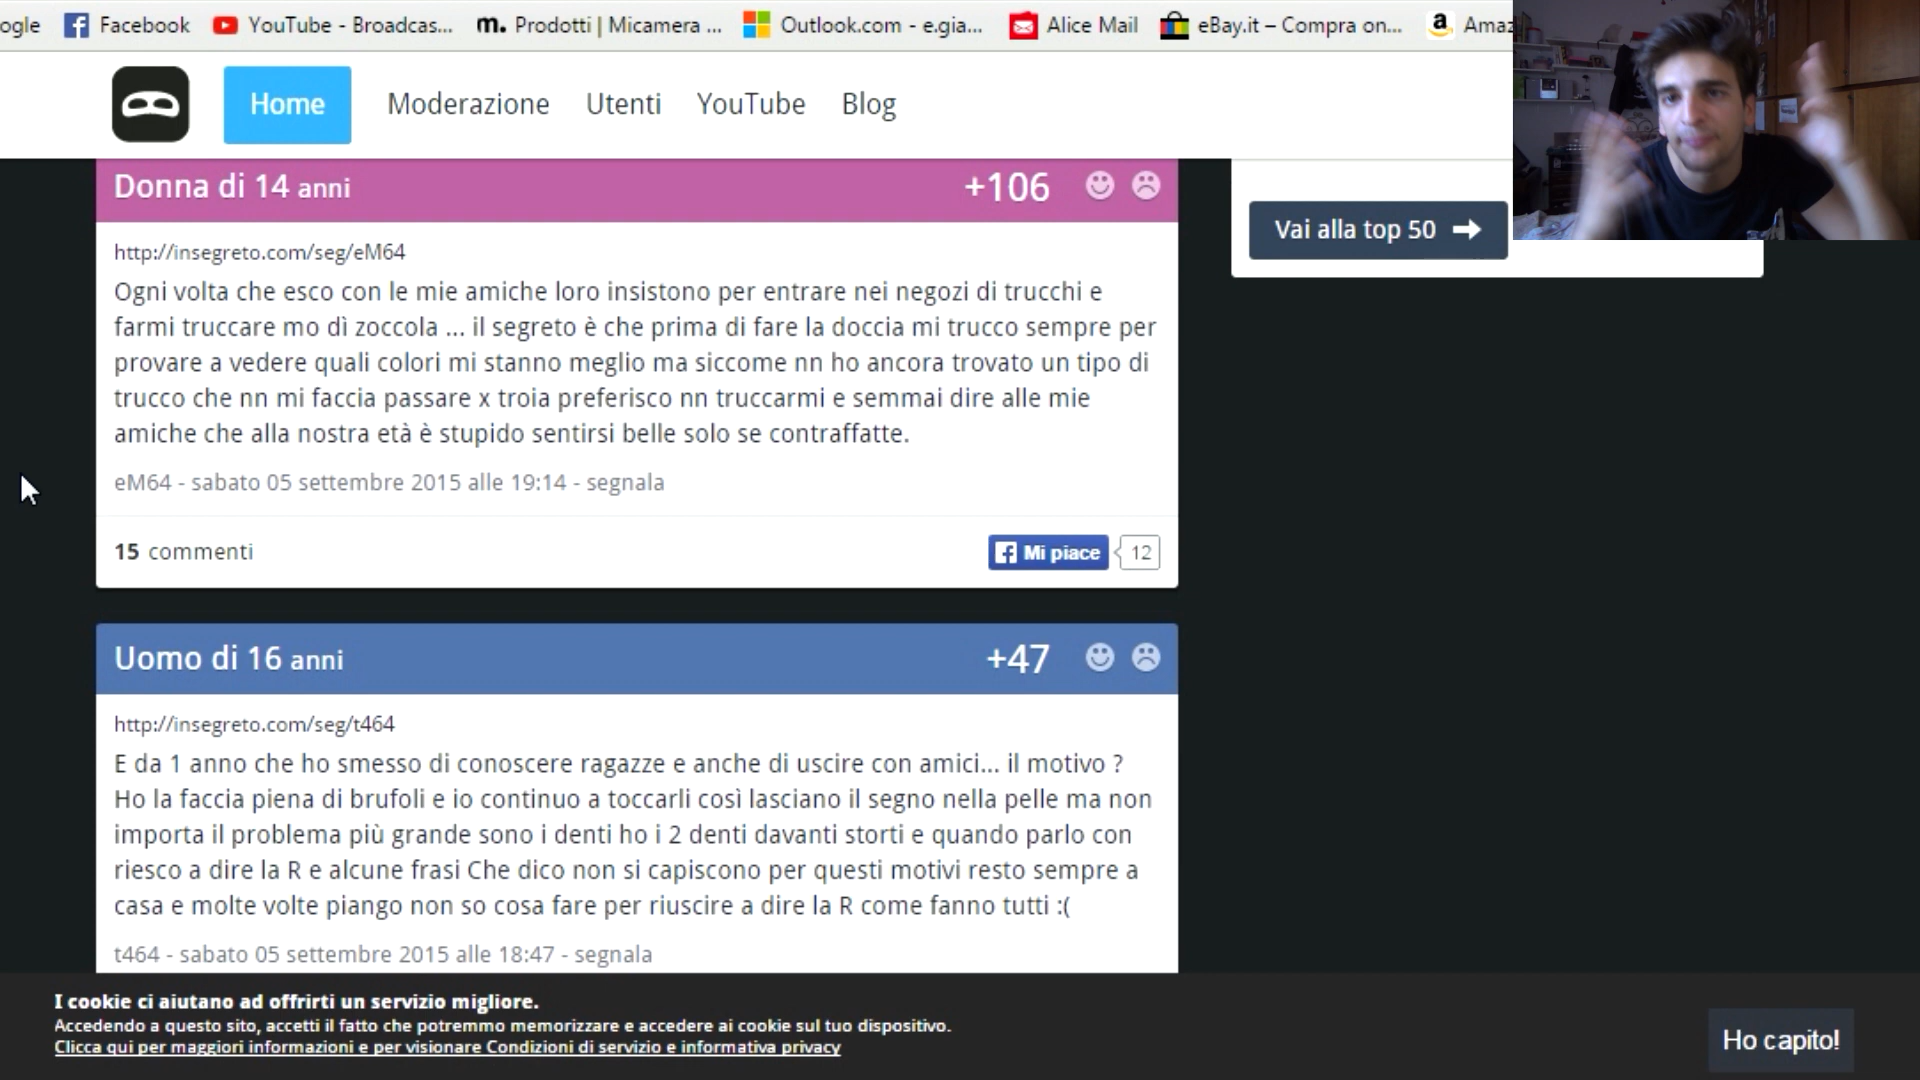 ogle Facebook YouTube - Broadcas... m. Prodotti | Micamera ... Outlook.com - e.gia... Alice Mail eBay.it – Compra on... a Amaz
Home Moderazione Utenti YouTube Blog
Donna di 14 anni +106
Vai alla top 50
http://insegreto.com/seg/eM64
Ogni volta che esco con le mie amiche loro insistono per entrare nei negozi di trucchi e
farmi truccare mo dì zoccola ... il segreto è che prima di fare la doccia mi trucco sempre per
provare a vedere quali colori mi stanno meglio ma siccome nn ho ancora trovato un tipo di
trucco che nn mi faccia passare x troia preferisco nn truccarmi e semmai dire alle mie
amiche che alla nostra età è stupido sentirsi belle solo se contraffatte.
eM64 - sabato 05 settembre 2015 alle 19:14 - segnala
15 commenti Mi piace 12
Uomo di 16 anni +47
http://insegreto.com/seg/t464
E da 1 anno che ho smesso di conoscere ragazze e anche di uscire con amici... il motivo ?
Ho la faccia piena di brufoli e io continuo a toccarli così lasciano il segno nella pelle ma non
importa il problema più grande sono i denti ho i 2 denti davanti storti e quando parlo con
riesco a dire la R e alcune frasi Che dico non si capiscono per questi motivi resto sempre a
casa e molte volte piango non so cosa fare per riuscire a dire la R come fanno tutti :(
t464 - sabato 05 settembre 2015 alle 18:47 - segnala
I cookie ci aiutano ad offrirti un servizio migliore.
Accedendo a questo sito, accetti il fatto che potremmo memorizzare e accedere ai cookie sul tuo dispositivo.
Clicca qui per maggiori informazioni e per visionare Condizioni di servizio e informativa privacy
Ho capito!